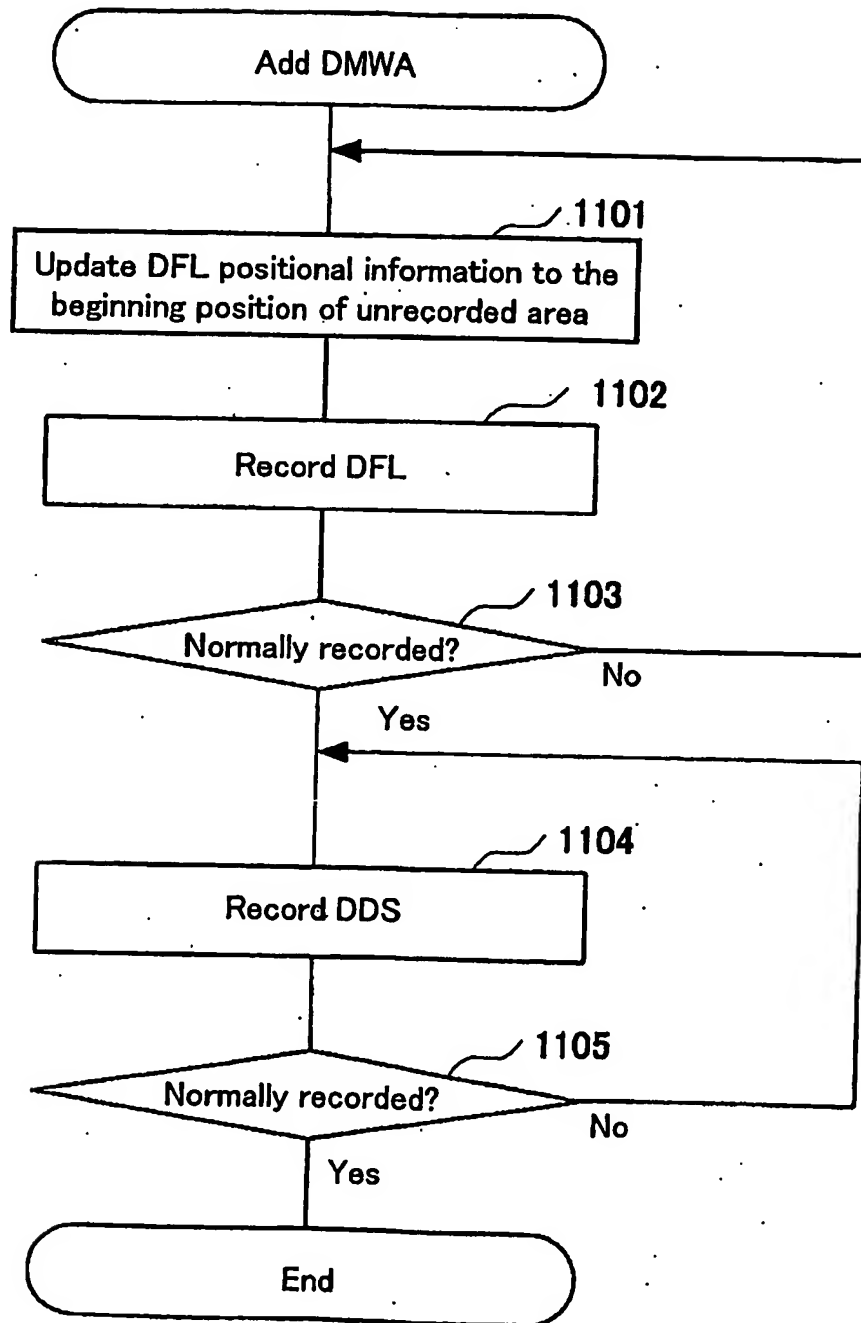 Add DMWA
1101
Update DFL positional information to the
beginning position of unrecorded area
1102
Record DFL
1103
Normally recorded?
No
Yes
1104
Record DDS
1105
Normally recorded?
No
Yes
End